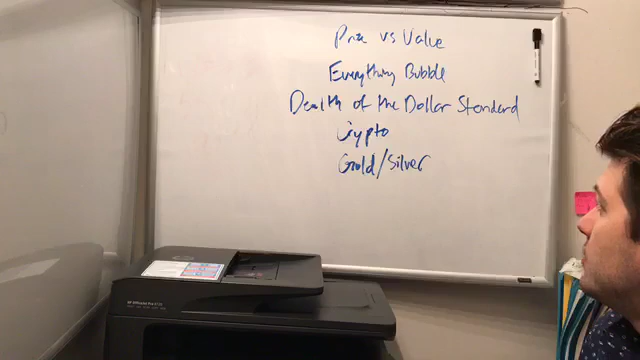 Price vs Value
Everything Bubble
Death of the Dollar Standard
Crypto
Gold/Silver